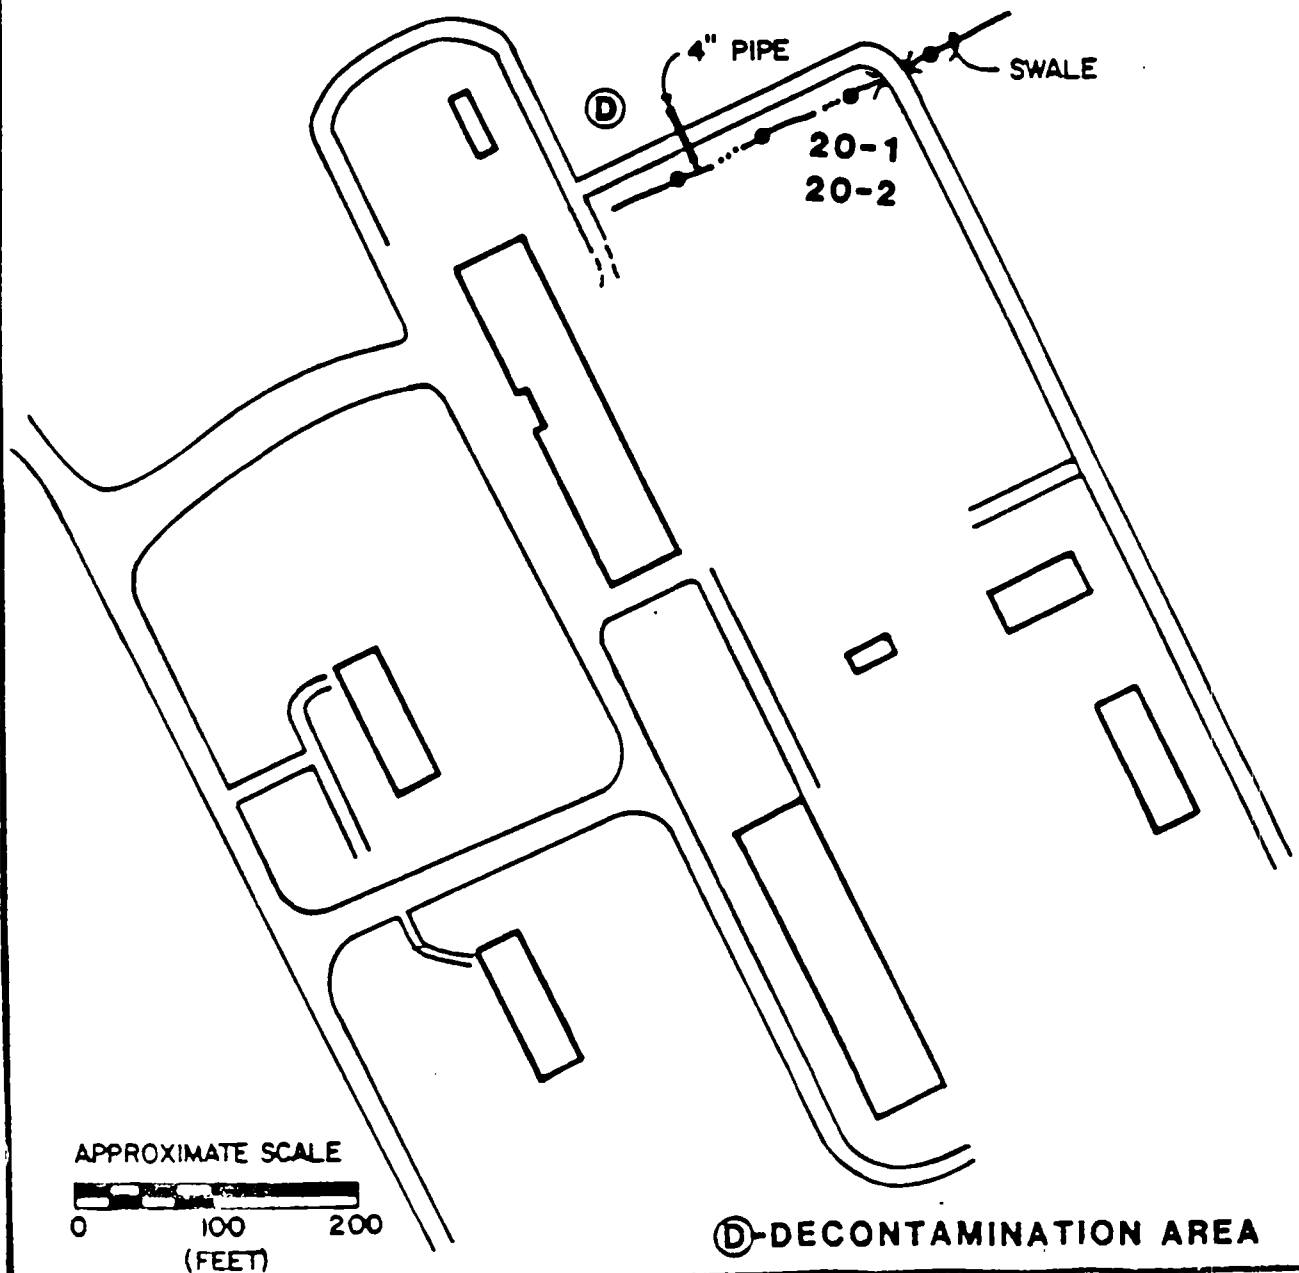 4" PIPE
SWALE
D
20-1
20-2
APPROXIMATE SCALE
0 100 200
(FEET)
D-DECONTAMINATION AREA